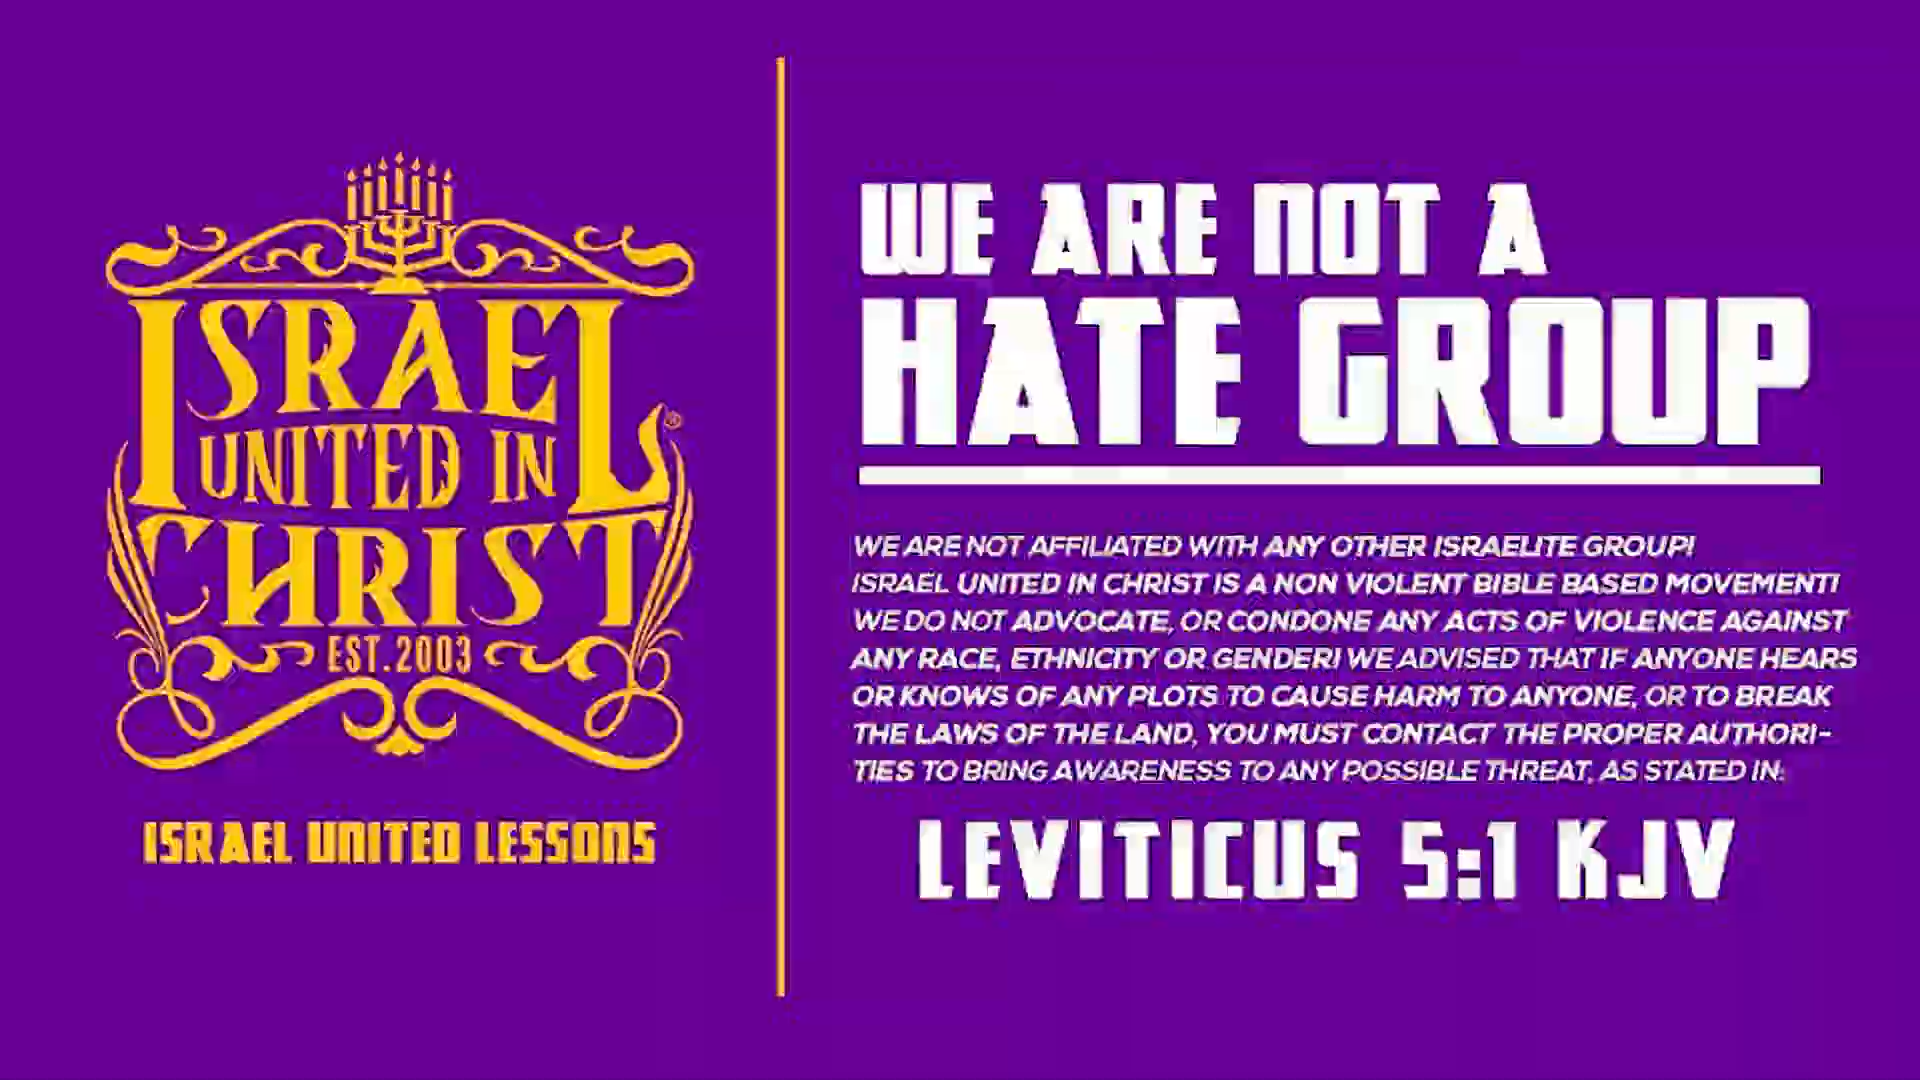 ISRAEL
UNITED IN
CHRIST
EST.2003
ISRAEL UNITED LESSONS
WE ARE NOT A
HATE GROUP
WE ARE NOT AFFILIATED WITH ANY OTHER ISRAELITE GROUP!
ISRAEL UNITED IN CHRIST IS A NON VIOLENT BIBLE BASED MOVEMENT!
WE DO NOT ADVOCATE, OR CONDONE ANY ACTS OF VIOLENCE AGAINST
ANY RACE, ETHNICITY OR GENDER! WE ADVISED THAT IF ANYONE HEARS
OR KNOWS OF ANY PLOTS TO CAUSE HARM TO ANYONE, OR TO BREAK
THE LAWS OF THE LAND, YOU MUST CONTACT THE PROPER AUTHORI-
TIES TO BRING AWARENESS TO ANY POSSIBLE THREAT, AS STATED IN:
LEVITICUS 5:1 KJV